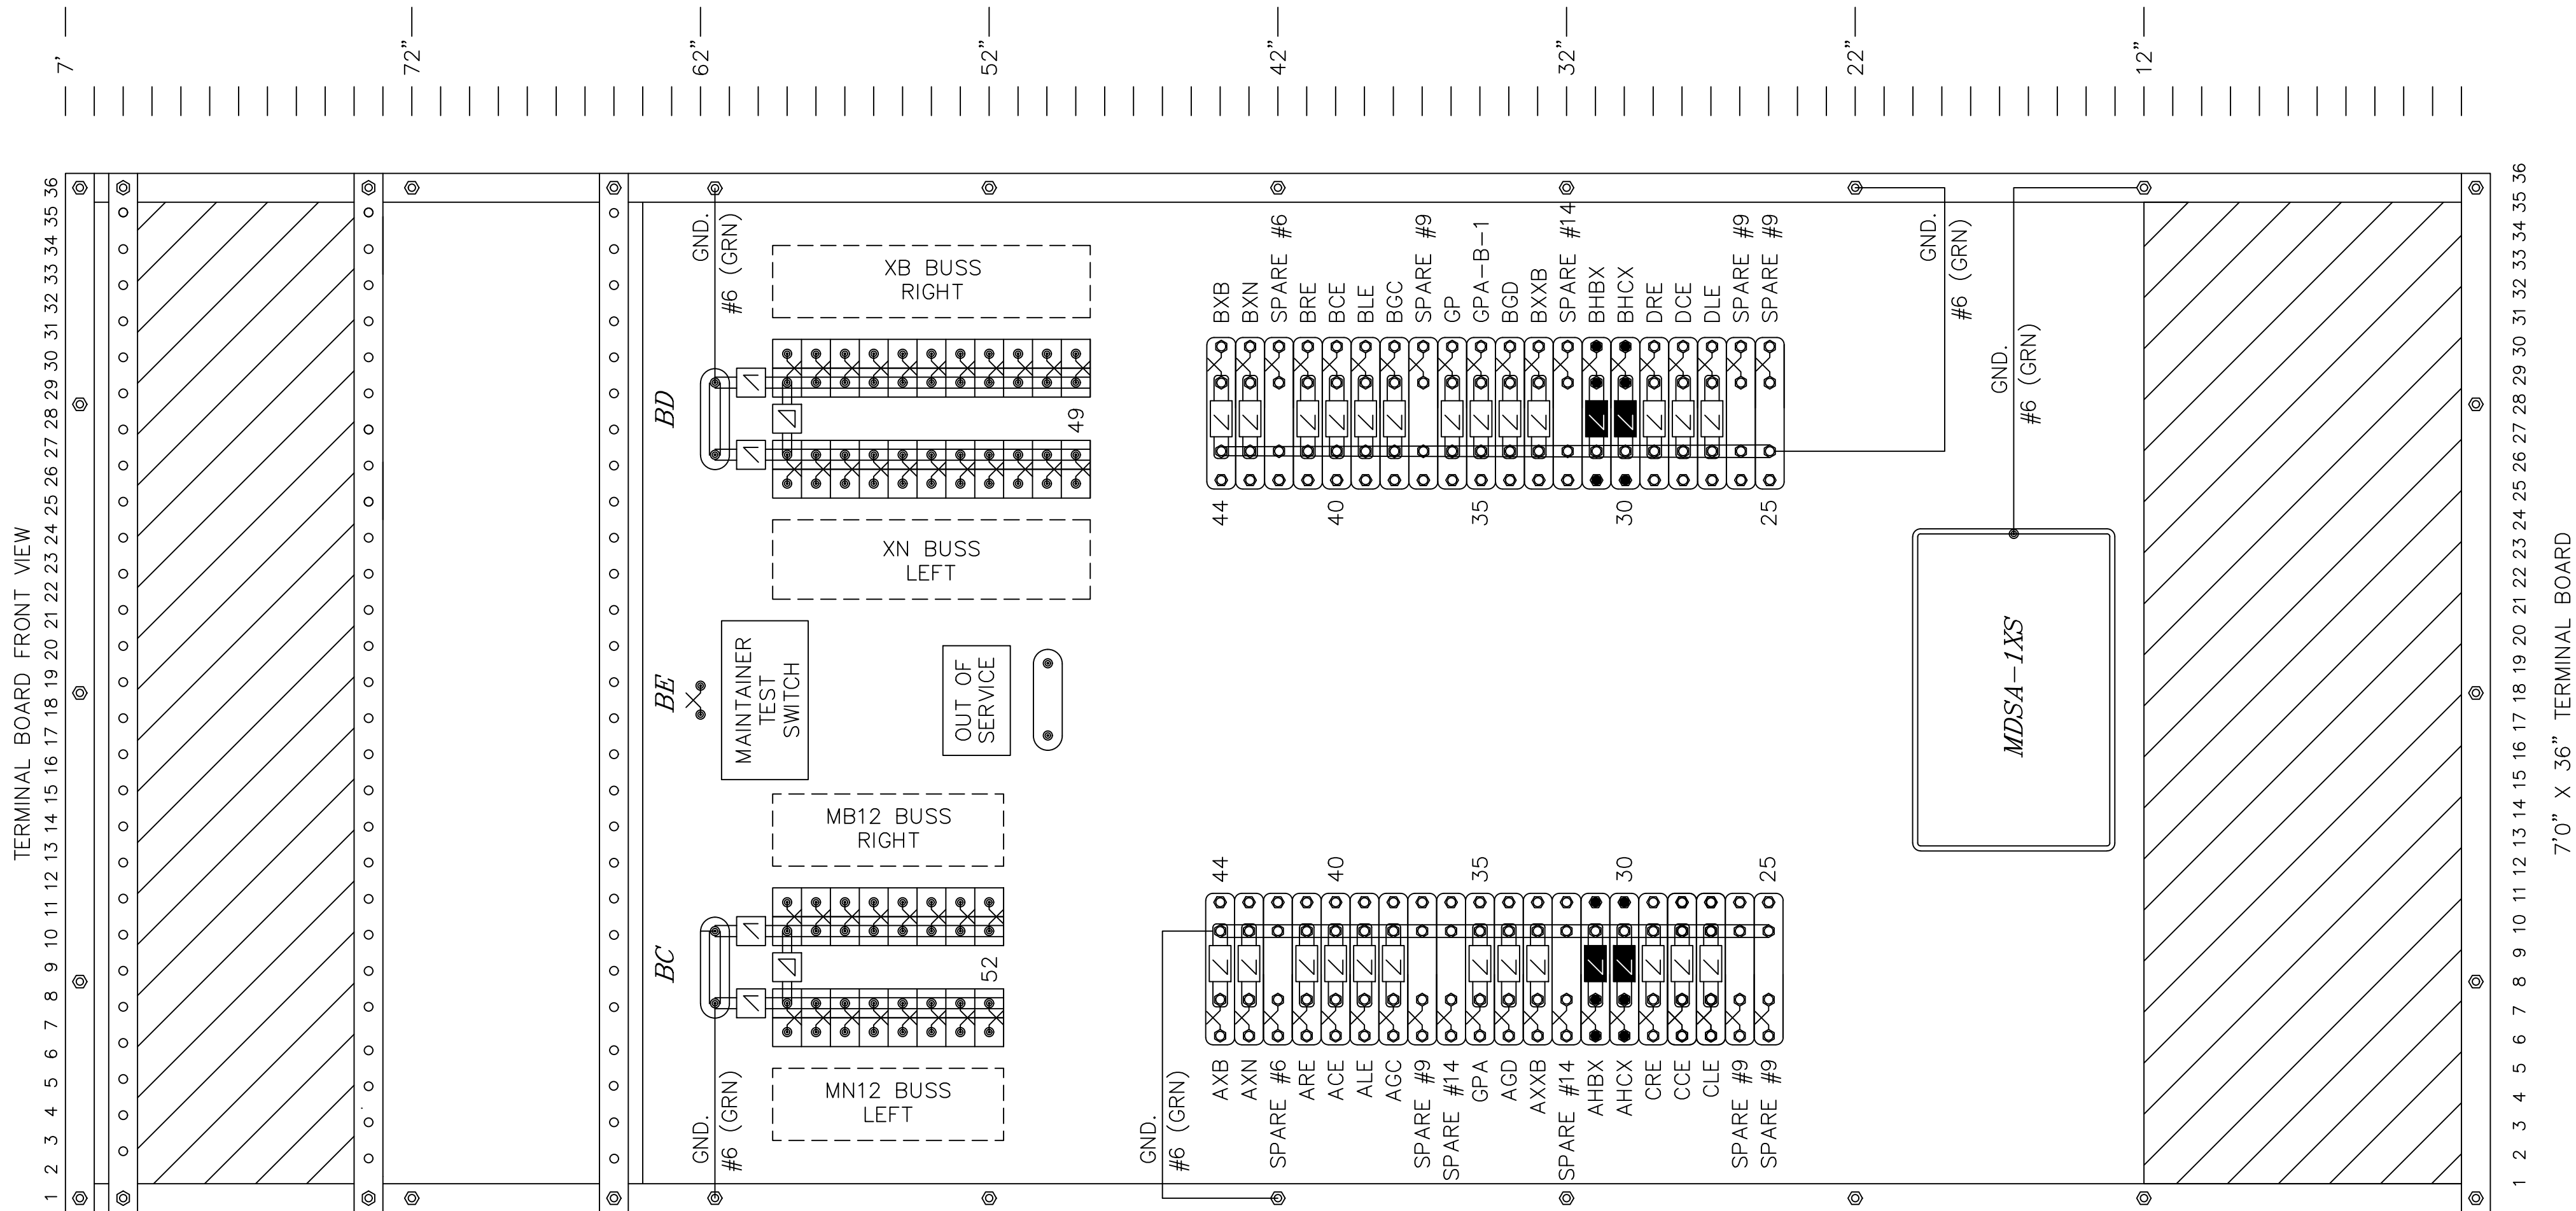 7'
72"
62"
52"
42"
32"
22"
12"
TERMINAL BOARD FRONT VIEW
1 2 3 4 5 6 7 8 9 10 11 12 13 14 15 16 17 18 19 20 21 22 23 24 25 26 27 28 29 30 31 32 33 34 35 36
GND.
#6 (GRN)
XB BUSS
RIGHT
BD
49
XN BUSS
LEFT
BE
MAINTAINER
TEST
SWITCH
OUT OF
SERVICE
MB12 BUSS
RIGHT
BC
52
MN12 BUSS
LEFT
GND.
#6 (GRN)
BXB
BXN
SPARE #6
BRE
BCE
BLE
BGC
SPARE #9
GP
GPA-B-1
BGD
BXXB
SPARE #14
BHBX
BHCX
DRE
DCE
DLE
SPARE #9
SPARE #9
44
40
35
30
25
GND.
#6 (GRN)
GND.
#6 (GRN)
MDSA-1XS
44
40
35
30
25
AXB
AXN
SPARE #6
ARE
ACE
ALE
AGC
SPARE #9
SPARE #14
GPA
AGD
AXXB
SPARE #14
AHBX
AHCX
CRE
CCE
CLE
SPARE #9
SPARE #9
GND.
#6 (GRN)
1 2 3 4 5 6 7 8 9 10 11 12 13 14 15 16 17 18 19 20 21 22 23 24 25 26 27 28 29 30 31 32 33 34 35 36
7'0" X 36" TERMINAL BOARD